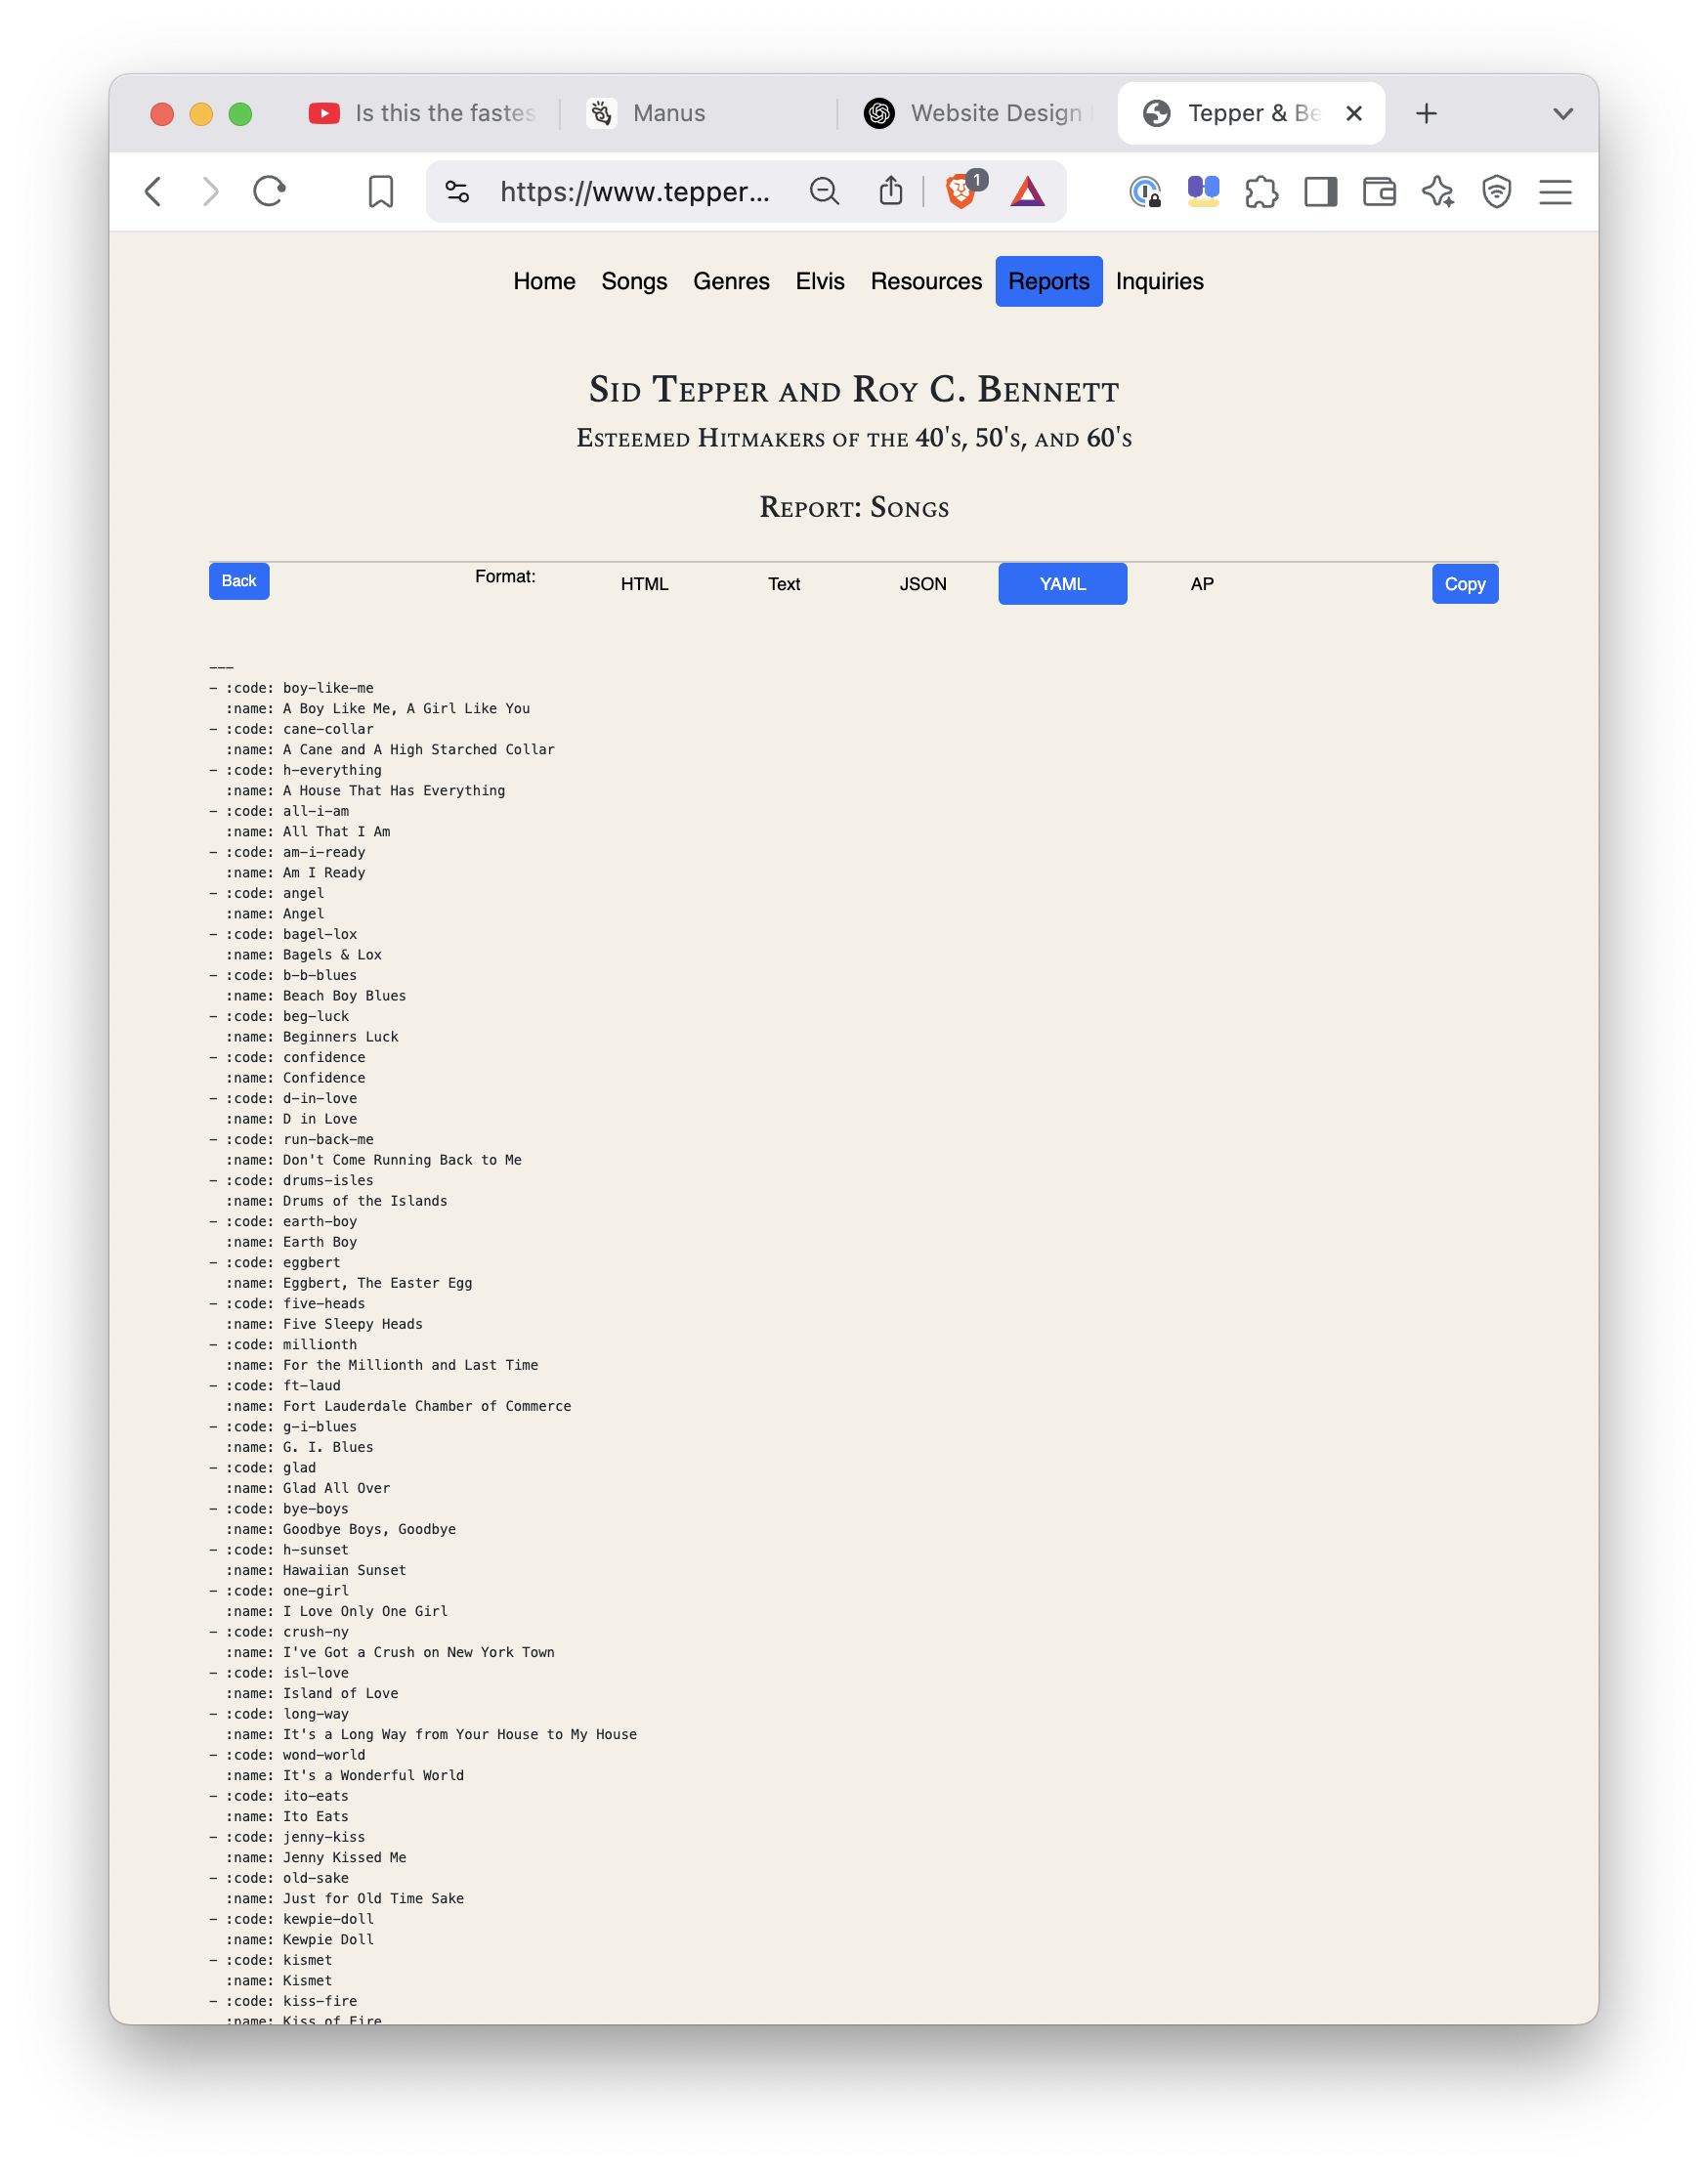 Is this the fastes
Manus
Website Design
Tepper & Be
https://www.tepper...
1
Home Songs Genres Elvis Resources Reports Inquiries
Sid Tepper and Roy C. Bennett
Esteemed Hitmakers of the 40's, 50's, and 60's
Report: Songs
Back Format: HTML Text JSON YAML AP Copy
---
- :code: boy-like-me
:name: A Boy Like Me, A Girl Like You
- :code: cane-collar
:name: A Cane and A High Starched Collar
- :code: h-everything
:name: A House That Has Everything
- :code: all-i-am
:name: All That I Am
- :code: am-i-ready
:name: Am I Ready
- :code: angel
:name: Angel
- :code: bagel-lox
:name: Bagels & Lox
- :code: b-b-blues
:name: Beach Boy Blues
- :code: beg-luck
:name: Beginners Luck
- :code: confidence
:name: Confidence
- :code: d-in-love
:name: D in Love
- :code: run-back-me
:name: Don't Come Running Back to Me
- :code: drums-isles
:name: Drums of the Islands
- :code: earth-boy
:name: Earth Boy
- :code: eggbert
:name: Eggbert, The Easter Egg
- :code: five-heads
:name: Five Sleepy Heads
- :code: millionth
:name: For the Millionth and Last Time
- :code: ft-laud
:name: Fort Lauderdale Chamber of Commerce
- :code: g-i-blues
:name: G. I. Blues
- :code: glad
:name: Glad All Over
- :code: bye-boys
:name: Goodbye Boys, Goodbye
- :code: h-sunset
:name: Hawaiian Sunset
- :code: one-girl
:name: I Love Only One Girl
- :code: crush-ny
:name: I've Got a Crush on New York Town
- :code: isl-love
:name: Island of Love
- :code: long-way
:name: It's a Long Way from Your House to My House
- :code: wond-world
:name: It's a Wonderful World
- :code: ito-eats
:name: Ito Eats
- :code: jenny-kiss
:name: Jenny Kissed Me
- :code: old-sake
:name: Just for Old Time Sake
- :code: kewpie-doll
:name: Kewpie Doll
- :code: kismet
:name: Kismet
- :code: kiss-fire
:name: Kiss of Fire